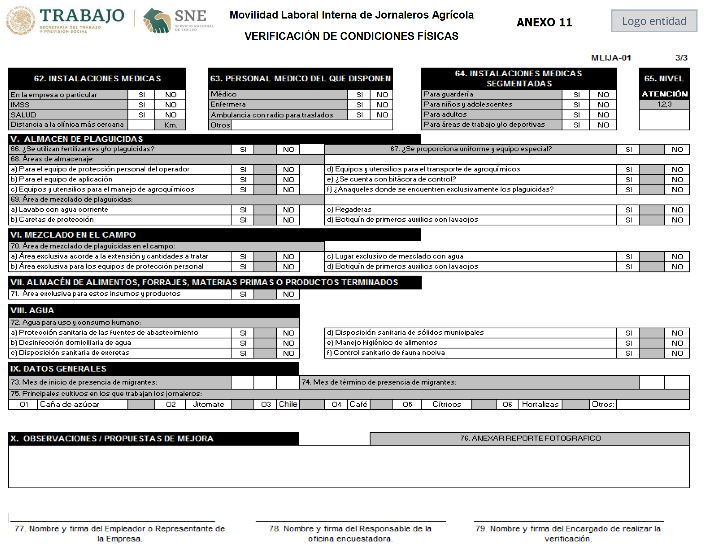 TRABAJO
SECRETARÍA DEL TRABAJO
Y PREVISIÓN SOCIAL
SNE
SERVICIO NACIONAL
DE EMPLEO
Movilidad Laboral Interna de Jornaleros Agrícola
VERIFICACIÓN DE CONDICIONES FÍSICAS
ANEXO 11
Logo entidad
MLIJA-01 3/3
62. INSTALACIONES MEDICAS
En la empresa o particular SI NO
IMSS SI NO
SALUD SI NO
Distancia a la clínica más cercana Km.
63. PERSONAL MEDICO DEL QUE DISPONEN
Médico SI NO
Enfermera SI NO
Ambulancia con radio para traslados SI NO
Otros
64. INSTALACIONES MEDICAS
SEGMENTADAS
Para guardería SI NO
Para niños y adolescentes SI NO
Para adultos SI NO
Para áreas de trabajo y/o deportivas SI NO
65. NIVEL
ATENCIÓN
1,2,3
V. ALMACÉN DE PLAGUICIDAS
66. ¿Se utilizan fertilizantes y/o plaguicidas? SI NO 67. ¿Se proporciona uniforme y equipo especial? SI NO
68. Áreas de almacenaje:
a) Para el equipo de protección personal del operador SI NO d) Equipos y utensilios para el transporte de agroquímicos SI NO
b) Para el equipo de aplicación SI NO e) ¿Se cuenta con bitácora de control? SI NO
c) Equipos y utensilios para el manejo de agroquímicos SI NO f) ¿Anaqueles donde se encuentren exclusivamente los plaguicidas? SI NO
69. Área de mezclado de plaguicidas:
a) Lavabo con agua corriente SI NO c) Regaderas SI NO
b) Caretas de protección SI NO d) Botiquín de primeros auxilios con lavaojos SI NO
VI. MEZCLADO EN EL CAMPO
70. Área de mezclado de plaguicidas en el campo:
a) Área exclusiva acorde a la extensión y cantidades a tratar SI NO c) Lugar exclusivo de mezclado con agua SI NO
b) Área exclusiva para los equipos de protección personal SI NO d) Botiquín de primeros auxilios con lavaojos SI NO
VII. ALMACÉN DE ALIMENTOS, FORRAJES, MATERIAS PRIMAS O PRODUCTOS TERMINADOS
71. Área exclusiva para estos insumos y productos SI NO
VIII. AGUA
72. Agua para uso y consumo humano:
a) Protección sanitaria de las fuentes de abastecimiento SI NO d) Disposición sanitaria de sólidos municipales SI NO
b) Desinfección domiciliaria de agua SI NO e) Manejo higiénico de alimentos SI NO
c) Disposición sanitaria de excretas SI NO f) Control sanitario de fauna nociva SI NO
IX. DATOS GENERALES
73. Mes de inicio de presencia de migrantes: 74. Mes de término de presencia de migrantes:
75. Principales cultivos en los que trabajan los jornaleros:
01 Caña de azúcar 02 Jitomate 03 Chile 04 Café 05 Cítricos 06 Hortalizas Otros:
X. OBSERVACIONES / PROPUESTAS DE MEJORA
76. ANEXAR REPORTE FOTOGRAFICO
77. Nombre y firma del Empleador o Representante de
la Empresa.
78. Nombre y firma del Responsable de la
oficina encuestadora.
79. Nombre y firma del Encargado de realizar la
verificación.